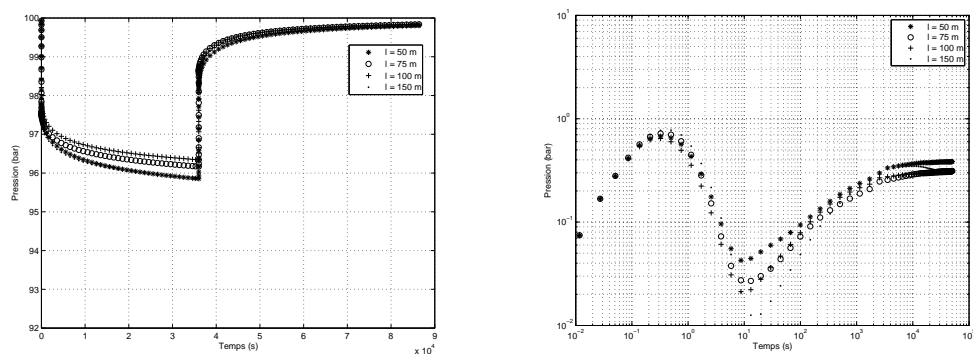 100
99
98
97
96
95
94
93
92
Pression (bar)
0
1
2
3
4
5
6
7
8
9
x 10⁴
Temps (s)
l = 50 m
l = 75 m
l = 100 m
l = 150 m
10¹
10⁰
10⁻¹
10⁻²
Pression (bar)
10⁻²
10⁻¹
10⁰
10¹
10²
10³
10⁴
10⁵
Temps (s)
l = 50 m
l = 75 m
l = 100 m
l = 150 m